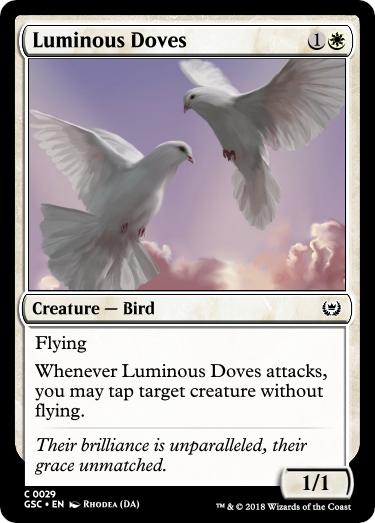 Luminous Doves 1
Creature — Bird
Flying
Whenever Luminous Doves attacks,
you may tap target creature without
flying.
Their brilliance is unparalleled, their
grace unmatched.
1/1
C 0029
GSC • EN Rhodea (DA)
™ & © 2018 Wizards of the Coast